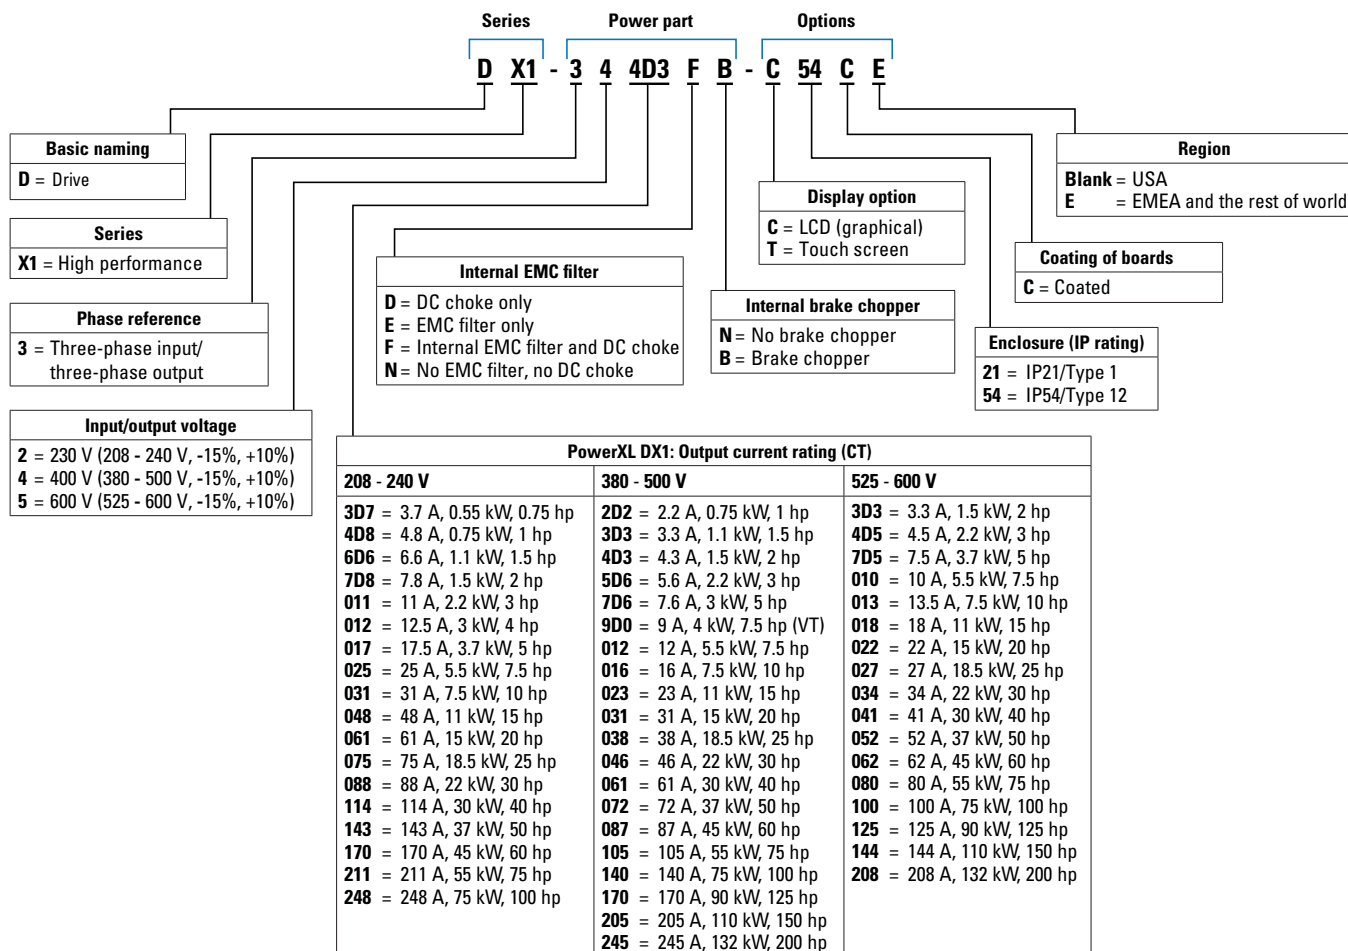 Series Power part Options
D X1 - 3 4 4D3 F B - C 54 C E
Basic naming
D = Drive
Series
X1 = High performance
Phase reference
3 = Three-phase input/
three-phase output
Input/output voltage
2 = 230 V (208 - 240 V, -15%, +10%)
4 = 400 V (380 - 500 V, -15%, +10%)
5 = 600 V (525 - 600 V, -15%, +10%)
Internal EMC filter
D = DC choke only
E = EMC filter only
F = Internal EMC filter and DC choke
N = No EMC filter, no DC choke
Internal brake chopper
N = No brake chopper
B = Brake chopper
Display option
C = LCD (graphical)
T = Touch screen
Enclosure (IP rating)
21 = IP21/Type 1
54 = IP54/Type 12
Coating of boards
C = Coated
Region
Blank = USA
E = EMEA and the rest of world
PowerXL DX1: Output current rating (CT)
208 - 240 V
3D7 = 3.7 A, 0.55 kW, 0.75 hp
4D8 = 4.8 A, 0.75 kW, 1 hp
6D6 = 6.6 A, 1.1 kW, 1.5 hp
7D8 = 7.8 A, 1.5 kW, 2 hp
011 = 11 A, 2.2 kW, 3 hp
012 = 12.5 A, 3 kW, 4 hp
017 = 17.5 A, 3.7 kW, 5 hp
025 = 25 A, 5.5 kW, 7.5 hp
031 = 31 A, 7.5 kW, 10 hp
048 = 48 A, 11 kW, 15 hp
061 = 61 A, 15 kW, 20 hp
075 = 75 A, 18.5 kW, 25 hp
088 = 88 A, 22 kW, 30 hp
114 = 114 A, 30 kW, 40 hp
143 = 143 A, 37 kW, 50 hp
170 = 170 A, 45 kW, 60 hp
211 = 211 A, 55 kW, 75 hp
248 = 248 A, 75 kW, 100 hp
380 - 500 V
2D2 = 2.2 A, 0.75 kW, 1 hp
3D3 = 3.3 A, 1.1 kW, 1.5 hp
4D3 = 4.3 A, 1.5 kW, 2 hp
5D6 = 5.6 A, 2.2 kW, 3 hp
7D6 = 7.6 A, 3 kW, 5 hp
9D0 = 9 A, 4 kW, 7.5 hp (VT)
012 = 12 A, 5.5 kW, 7.5 hp
016 = 16 A, 7.5 kW, 10 hp
023 = 23 A, 11 kW, 15 hp
031 = 31 A, 15 kW, 20 hp
038 = 38 A, 18.5 kW, 25 hp
046 = 46 A, 22 kW, 30 hp
061 = 61 A, 30 kW, 40 hp
072 = 72 A, 37 kW, 50 hp
087 = 87 A, 45 kW, 60 hp
105 = 105 A, 55 kW, 75 hp
140 = 140 A, 75 kW, 100 hp
170 = 170 A, 90 kW, 125 hp
205 = 205 A, 110 kW, 150 hp
245 = 245 A, 132 kW, 200 hp
525 - 600 V
3D3 = 3.3 A, 1.5 kW, 2 hp
4D5 = 4.5 A, 2.2 kW, 3 hp
7D5 = 7.5 A, 3.7 kW, 5 hp
010 = 10 A, 5.5 kW, 7.5 hp
013 = 13.5 A, 7.5 kW, 10 hp
018 = 18 A, 11 kW, 15 hp
022 = 22 A, 15 kW, 20 hp
027 = 27 A, 18.5 kW, 25 hp
034 = 34 A, 22 kW, 30 hp
041 = 41 A, 30 kW, 40 hp
052 = 52 A, 37 kW, 50 hp
062 = 62 A, 45 kW, 60 hp
080 = 80 A, 55 kW, 75 hp
100 = 100 A, 75 kW, 100 hp
125 = 125 A, 90 kW, 125 hp
144 = 144 A, 110 kW, 150 hp
208 = 208 A, 132 kW, 200 hp